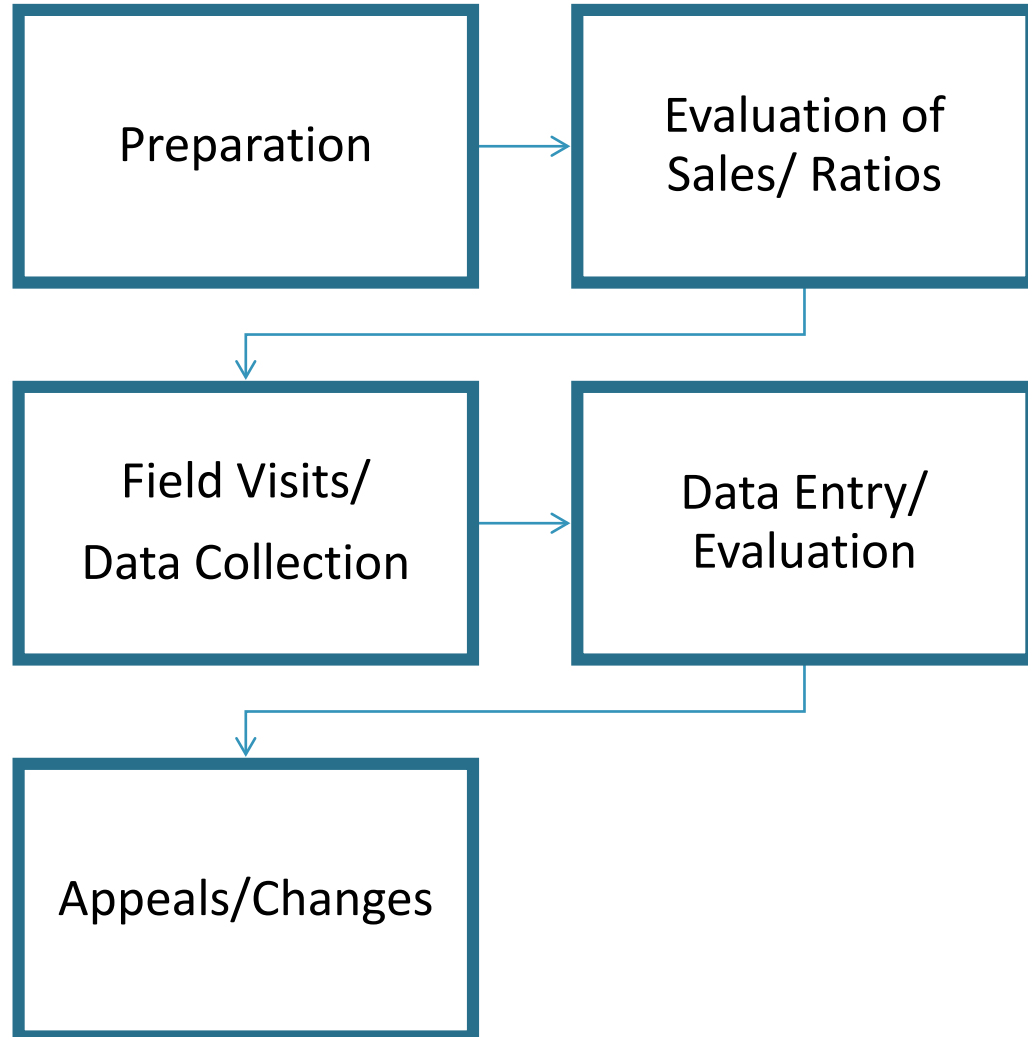 Preparation
Evaluation of
Sales/ Ratios
Field Visits/
Data Collection
Data Entry/
Evaluation
Appeals/Changes